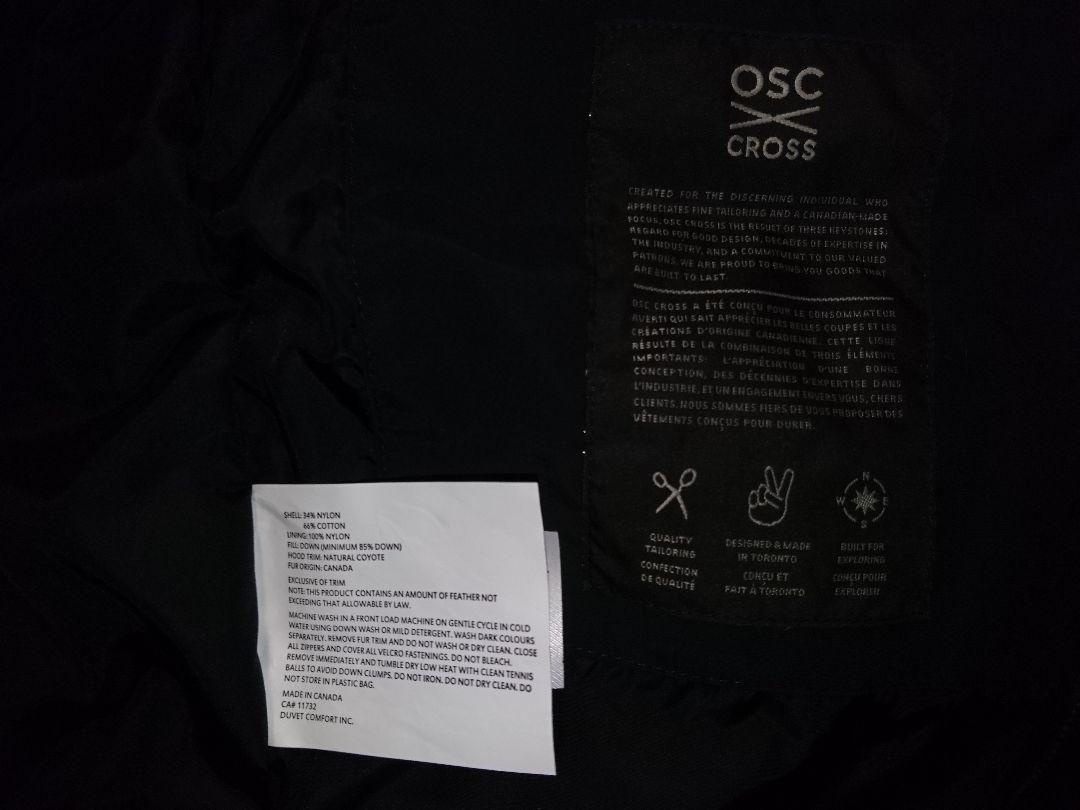 OSC
CROSS
CREATED FOR THE DISCERNING INDIVIDUAL WHO
APPRECIATES FINE TAILORING AND A CANADIAN-MADE
FOCUS, OSC CROSS IS THE RESULT OF THREE KEYSTONES:
REGARD FOR GOOD DESIGN, DECADES OF EXPERTISE IN
THE INDUSTRY, AND A COMMITMENT TO OUR VALUED
PATRONS. WE ARE PROUD TO BRING YOU GOODS THAT
ARE BUILT TO LAST.
OSC CROSS A ÉTÉ CONÇU POUR LE CONSOMMATEUR
AVERTI QUI SAIT APPRÉCIER LES BELLES COUPES ET LES
CRÉATIONS D'ORIGINE CANADIENNE. CETTE LIGNE
RÉSULTE DE LA COMBINAISON DE TROIS ÉLÉMENTS
IMPORTANTS: L'APPRÉCIATION D'UNE BONNE
CONCEPTION, DES DÉCENNIES D'EXPERTISE DANS
L'INDUSTRIE, ET UN ENGAGEMENT ENVERS VOUS, CHERS
CLIENTS. NOUS SOMMES FIERS DE VOUS PROPOSER DES
VÊTEMENTS CONÇUS POUR DURER.
N
W E
S
QUALITY
TAILORING
CONFECTION
DE QUALITÉ
DESIGNED & MADE
IN TORONTO
CONÇU ET
FAIT À TORONTO
BUILT FOR
EXPLORING
CONÇU POUR
EXPLORER
SHELL: 34% NYLON
66% COTTON
LINING: 100% NYLON
FILL: DOWN (MINIMUM 85% DOWN)
HOOD TRIM: NATURAL COYOTE
FUR ORIGIN: CANADA
EXCLUSIVE OF TRIM
NOTE: THIS PRODUCT CONTAINS AN AMOUNT OF FEATHER NOT
EXCEEDING THAT ALLOWABLE BY LAW.
MACHINE WASH IN A FRONT LOAD MACHINE ON GENTLE CYCLE IN COLD
WATER USING DOWN WASH OR MILD DETERGENT. WASH DARK COLOURS
SEPARATELY. REMOVE FUR TRIM AND DO NOT WASH OR DRY CLEAN. CLOSE
ALL ZIPPERS AND COVER ALL VELCRO FASTENINGS. DO NOT BLEACH.
REMOVE IMMEDIATELY AND TUMBLE DRY LOW HEAT WITH CLEAN TENNIS
BALLS TO AVOID DOWN CLUMPS. DO NOT IRON. DO NOT DRY CLEAN. DO
NOT STORE IN PLASTIC BAG.
MADE IN CANADA
CA# 11732
DUVET COMFORT INC.